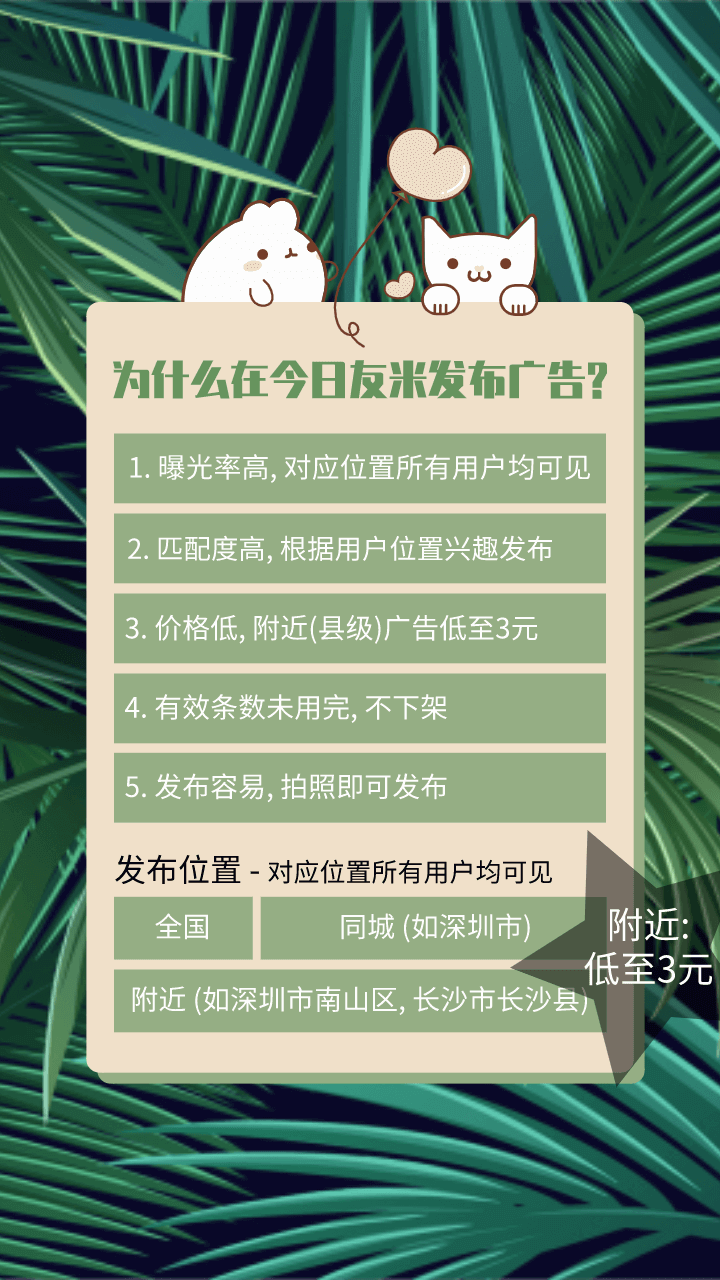 为什么在今日友米发布广告?
1. 曝光率高, 对应位置所有用户均可见
2. 匹配度高, 根据用户位置兴趣发布
3. 价格低, 附近(县级)广告低至3元
4. 有效条数未用完, 不下架
5. 发布容易, 拍照即可发布
发布位置 - 对应位置所有用户均可见
全国
同城 (如深圳市)
附近:
低至3元
附近 (如深圳市南山区, 长沙市长沙县)